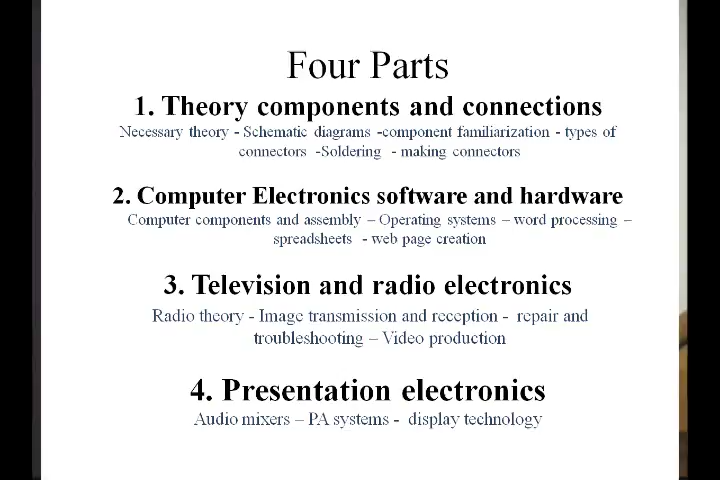 Four Parts
1. Theory components and connections
Necessary theory - Schematic diagrams -component familiarization - types of
connectors -Soldering - making connectors
2. Computer Electronics software and hardware
Computer components and assembly – Operating systems – word processing –
spreadsheets - web page creation
3. Television and radio electronics
Radio theory - Image transmission and reception - repair and
troubleshooting – Video production
4. Presentation electronics
Audio mixers – PA systems - display technology